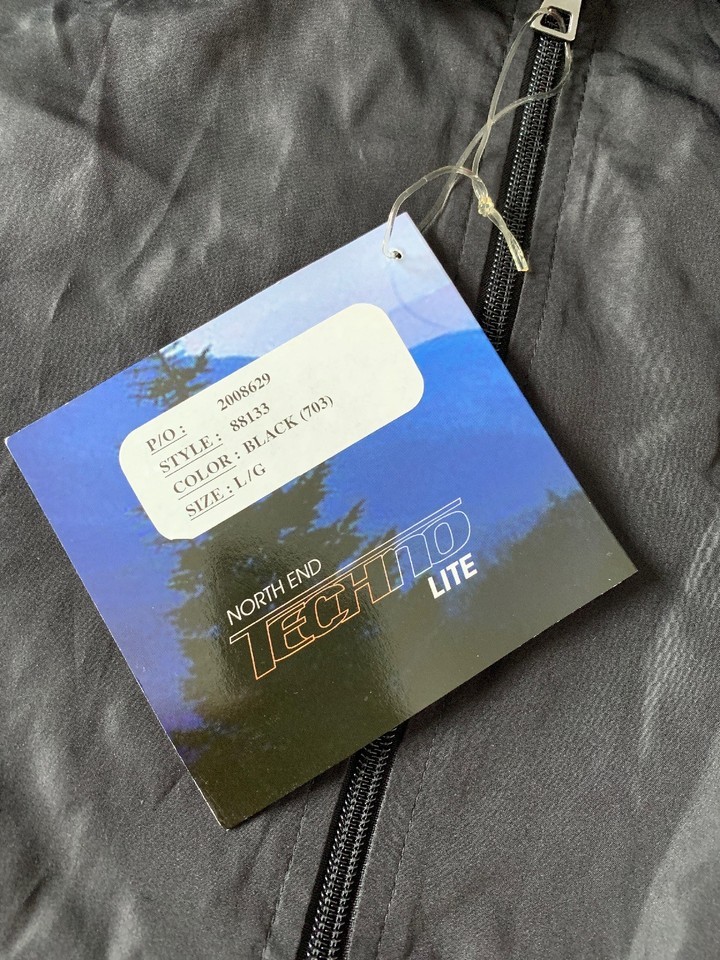 P/O : 2008629
STYLE : 88133
COLOR : BLACK (703)
SIZE : L/G
NORTH END
TECHNO
LITE